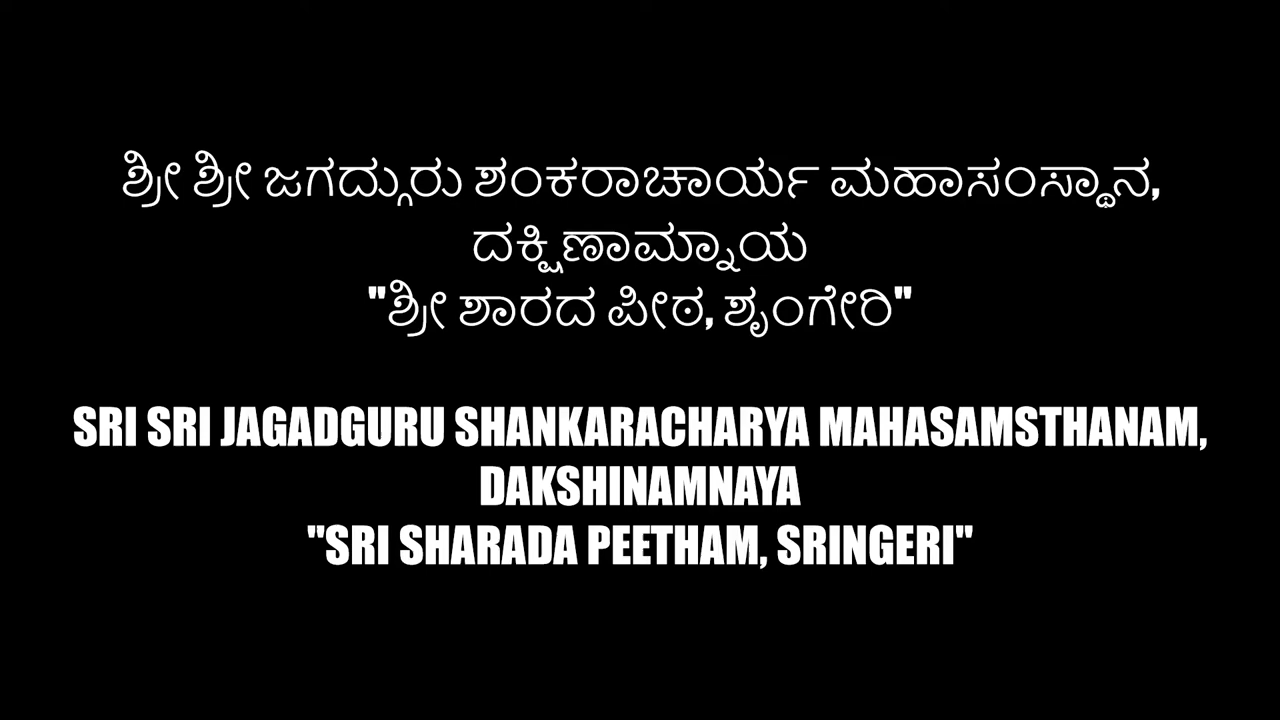 ಶ್ರೀ ಶ್ರೀ ಜಗದ್ಗುರು ಶಂಕರಾಚಾರ್ಯ ಮಹಾಸಂಸ್ಥಾನ,
ದಕ್ಷಿಣಾಮ್ನಾಯ
"ಶ್ರೀ ಶಾರದ ಪೀಠ, ಶೃಂಗೇರಿ"
SRI SRI JAGADGURU SHANKARACHARYA MAHASAMSTHANAM,
DAKSHINAMNAYA
"SRI SHARADA PEETHAM, SRINGERI"